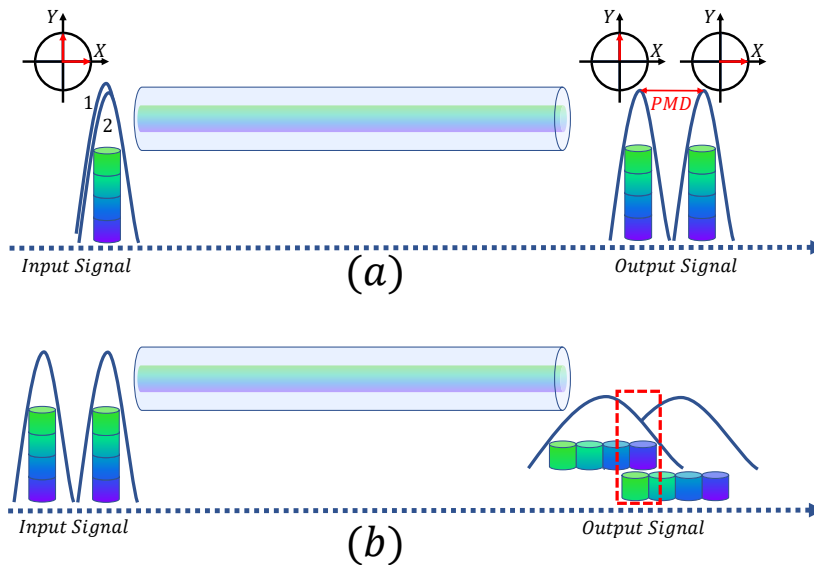 Y
X
Y
X
Y
X
1
2
PMD
Input Signal
(a)
Output Signal
Input Signal
(b)
Output Signal